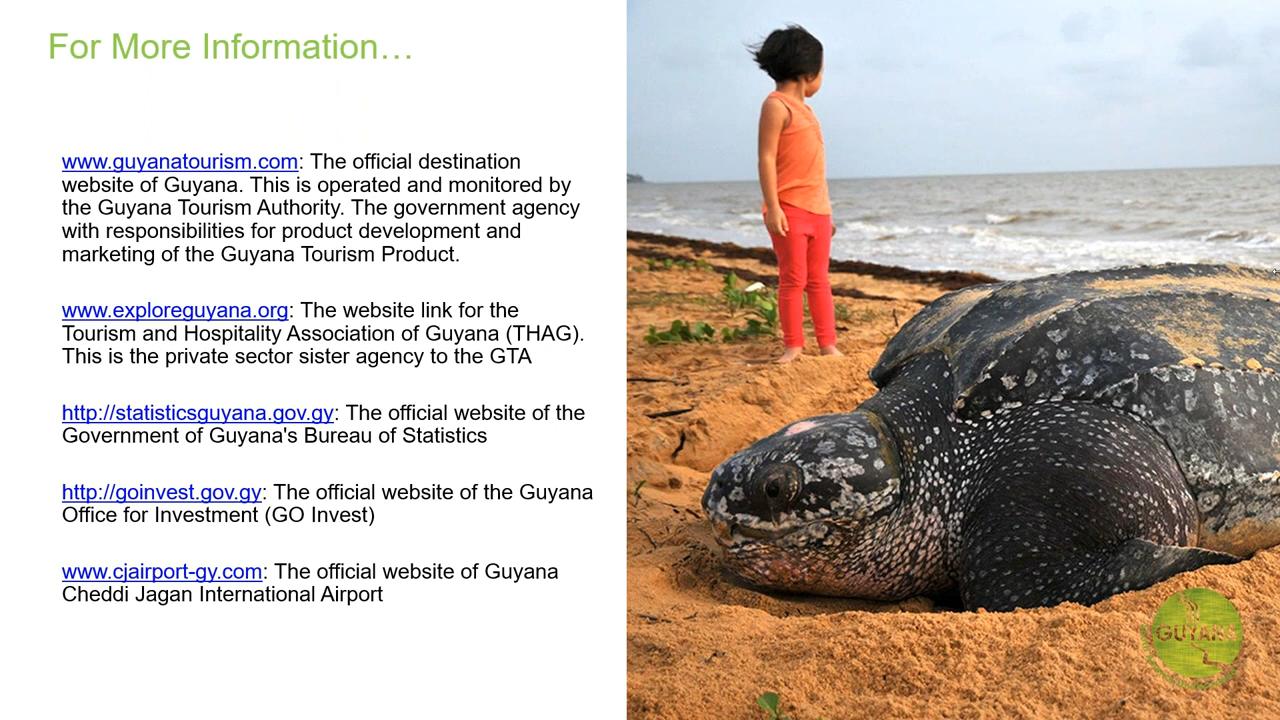 For More Information…
www.guyanatourism.com: The official destination
website of Guyana. This is operated and monitored by
the Guyana Tourism Authority. The government agency
with responsibilities for product development and
marketing of the Guyana Tourism Product.
www.exploreguyana.org: The website link for the
Tourism and Hospitality Association of Guyana (THAG).
This is the private sector sister agency to the GTA
http://statisticsguyana.gov.gy: The official website of the
Government of Guyana's Bureau of Statistics
http://goinvest.gov.gy: The official website of the Guyana
Office for Investment (GO Invest)
www.cjairport-gy.com: The official website of Guyana
Cheddi Jagan International Airport
GUYANA